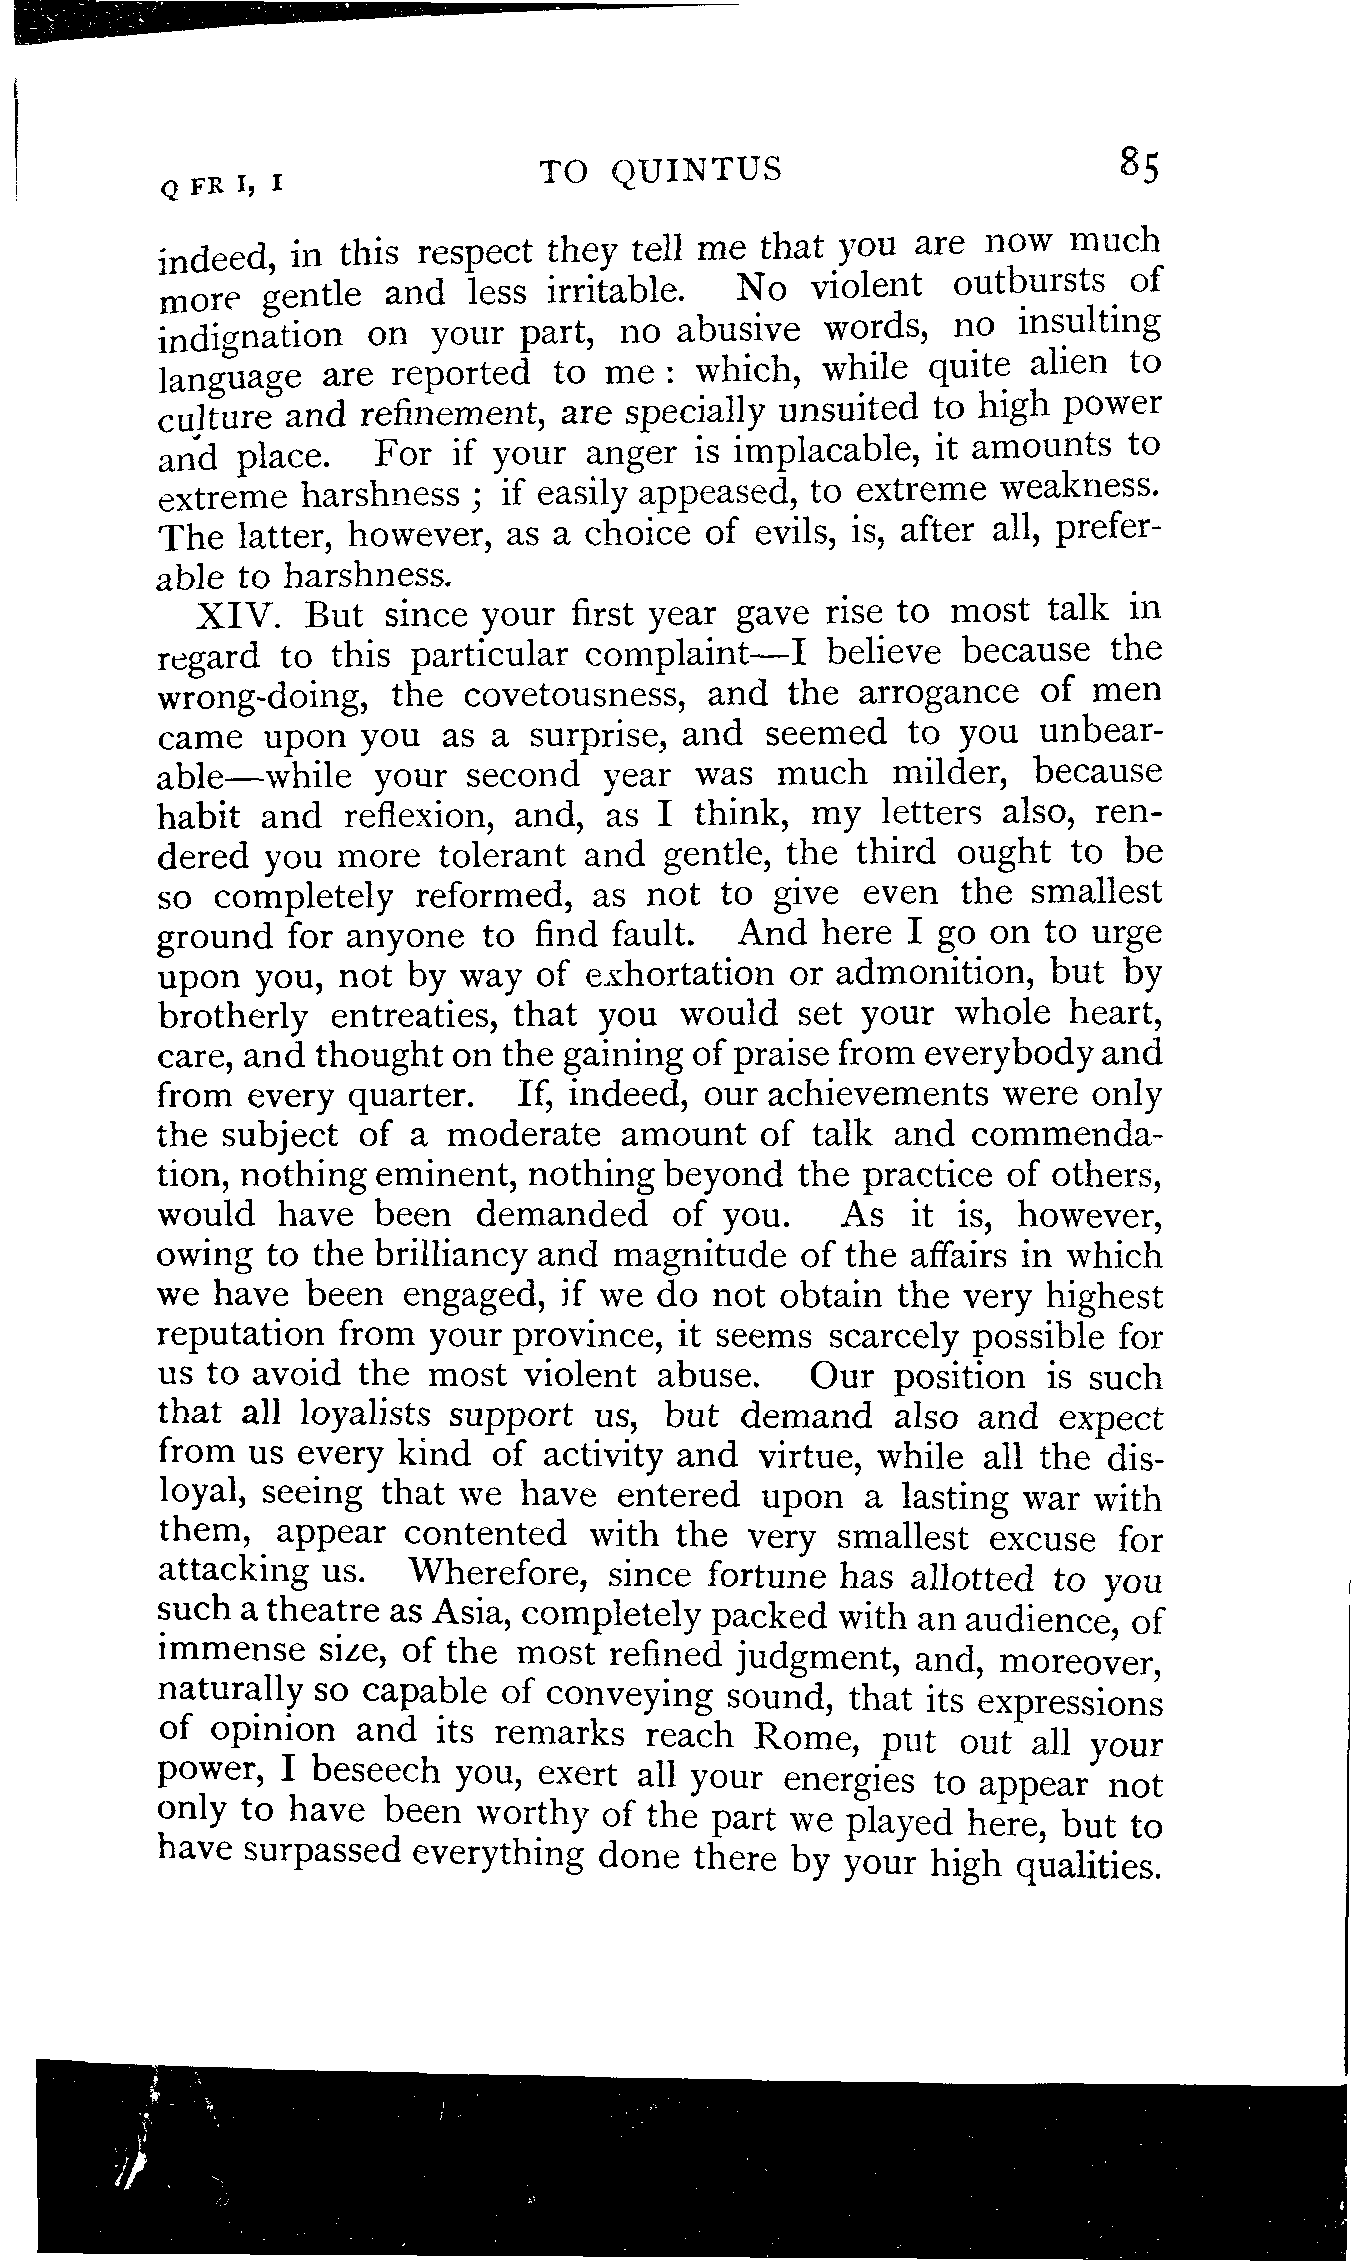 Q FR I, I TO QUINTUS 85
indeed, in this respect they tell me that you are now much
more gentle and less irritable. No violent outbursts of
indignation on your part, no abusive words, no insulting
language are reported to me : which, while quite alien to
culture and refinement, are specially unsuited to high power
and place. For if your anger is implacable, it amounts to
extreme harshness ; if easily appeased, to extreme weakness.
The latter, however, as a choice of evils, is, after all, prefer-
able to harshness.
XIV. But since your first year gave rise to most talk in
regard to this particular complaint—I believe because the
wrong-doing, the covetousness, and the arrogance of men
came upon you as a surprise, and seemed to you unbear-
able—while your second year was much milder, because
habit and reflexion, and, as I think, my letters also, ren-
dered you more tolerant and gentle, the third ought to be
so completely reformed, as not to give even the smallest
ground for anyone to find fault. And here I go on to urge
upon you, not by way of exhortation or admonition, but by
brotherly entreaties, that you would set your whole heart,
care, and thought on the gaining of praise from everybody and
from every quarter. If, indeed, our achievements were only
the subject of a moderate amount of talk and commenda-
tion, nothing eminent, nothing beyond the practice of others,
would have been demanded of you. As it is, however,
owing to the brilliancy and magnitude of the affairs in which
we have been engaged, if we do not obtain the very highest
reputation from your province, it seems scarcely possible for
us to avoid the most violent abuse. Our position is such
that all loyalists support us, but demand also and expect
from us every kind of activity and virtue, while all the dis-
loyal, seeing that we have entered upon a lasting war with
them, appear contented with the very smallest excuse for
attacking us. Wherefore, since fortune has allotted to you
such a theatre as Asia, completely packed with an audience, of
immense size, of the most refined judgment, and, moreover,
naturally so capable of conveying sound, that its expressions
of opinion and its remarks reach Rome, put out all your
power, I beseech you, exert all your energies to appear not
only to have been worthy of the part we played here, but to
have surpassed everything done there by your high qualities.